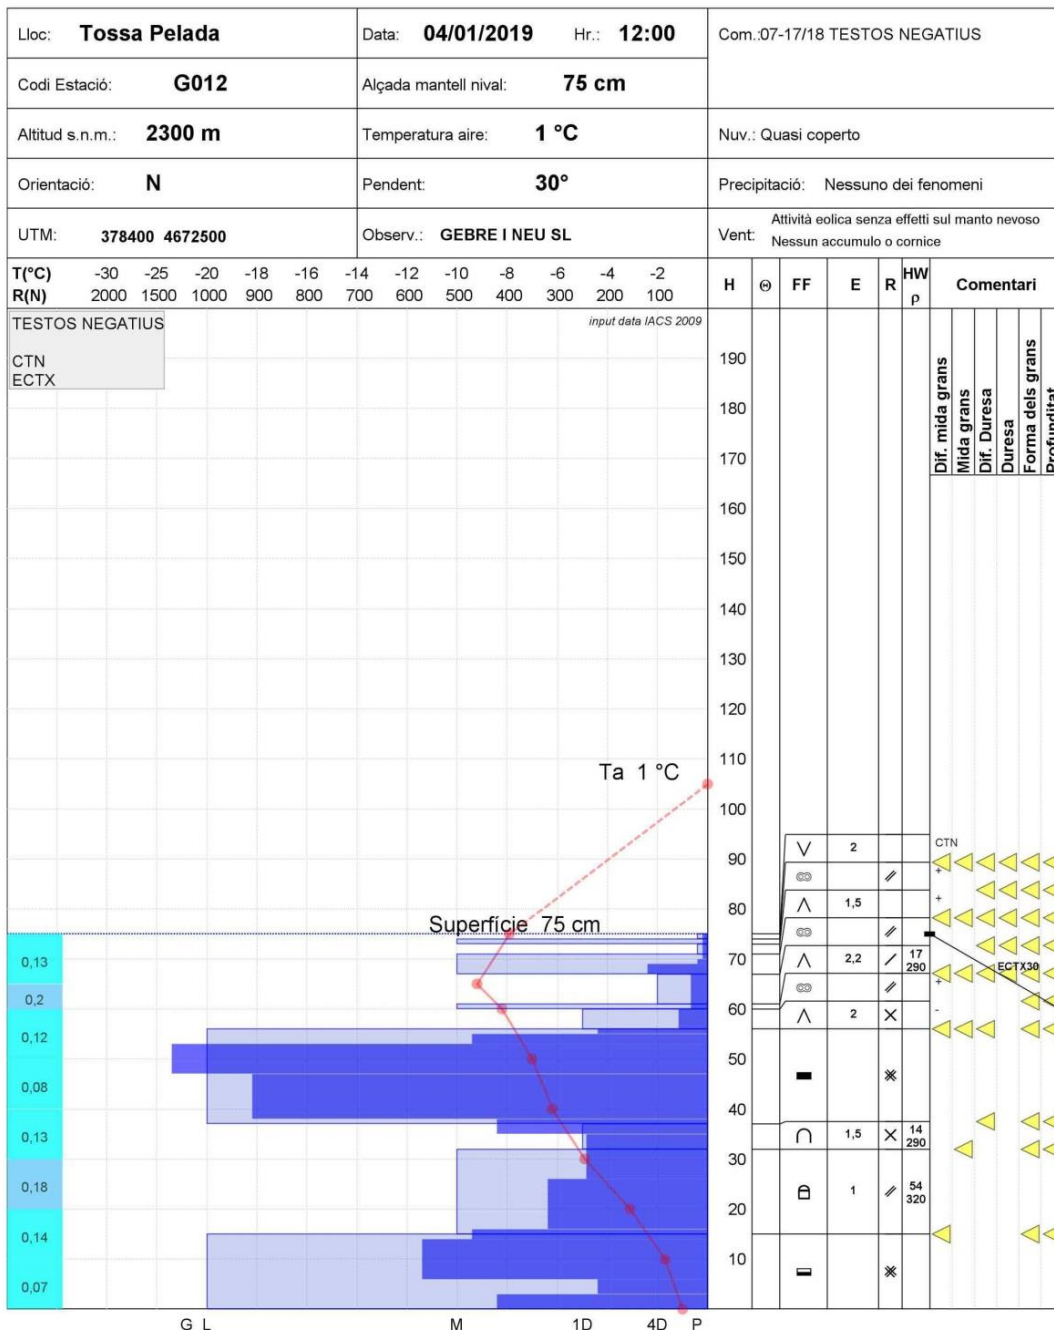 Lloc: Tossa Pelada Data: 04/01/2019 Hr.: 12:00 Com.:07-17/18 TESTOS NEGATIUS
Codi Estació: G012 Alçada mantell nival: 75 cm
Altitud s.n.m.: 2300 m Temperatura aire: 1 °C Nuv.: Quasi coperto
Orientació: N Pendent: 30° Precipitació: Nessuno dei fenomeni
UTM: 378400 4672500 Observ.: GEBRE I NEU SL Vent: Attività eolica senza effetti sul manto nevoso
Nessun accumulo o cornice
T(°C) -30 -25 -20 -18 -16 -14 -12 -10 -8 -6 -4 -2
R(N) 2000 1500 1000 900 800 700 600 500 400 300 200 100
H Θ FF E R HW ρ Comentari
TESTOS NEGATIUS
CTN
ECTX
input data IACS 2009
Dif. mida grans
Mida grans
Dif. Duresa
Duresa
Forma dels grans
Profunditat
190
180
170
160
150
140
130
120
110
Ta 1 °C
100
90
80
70
60
50
40
30
20
10
Superfície 75 cm
0,13
0,2
0,12
0,08
0,13
0,18
0,14
0,07
2
1,5
2,2 17 290
2
1,5 14 290
1 54 320
CTN
+
+
ECTX30
+
-
G L M 1D 4D P